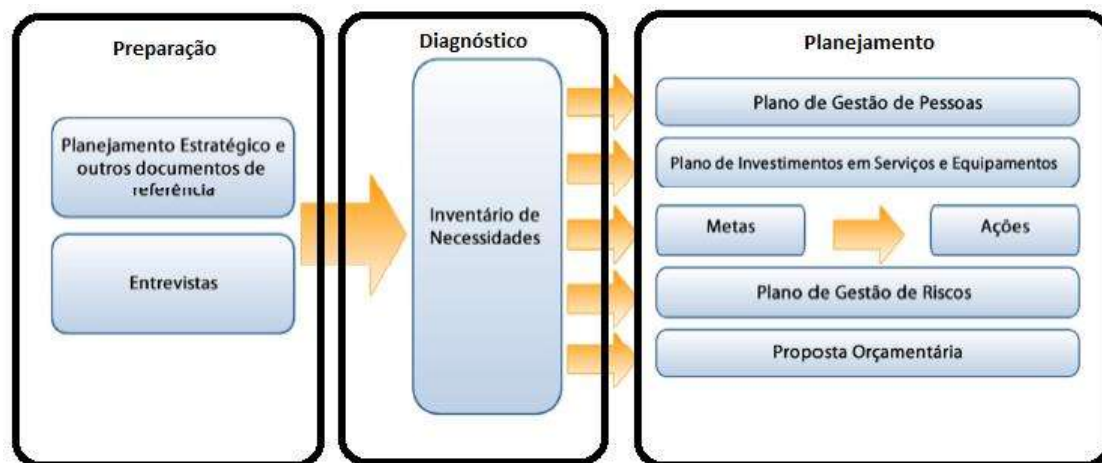 Preparação
Planejamento Estratégico e
outros documentos de
referência
Entrevistas
Diagnóstico
Inventário de
Necessidades
Planejamento
Plano de Gestão de Pessoas
Plano de Investimentos em Serviços e Equipamentos
Metas
Ações
Plano de Gestão de Riscos
Proposta Orçamentária